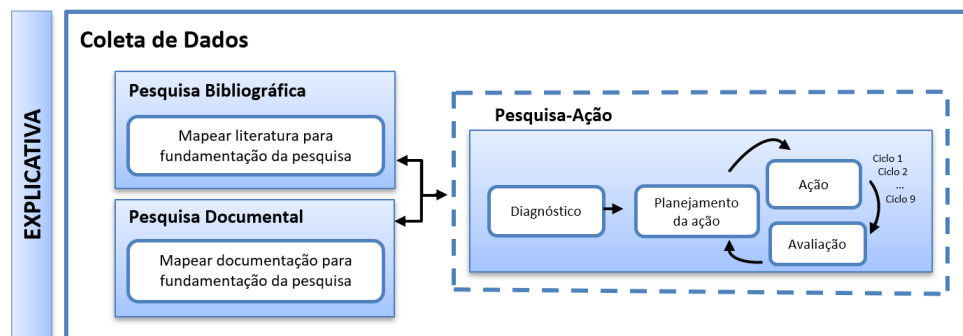 EXPLICATIVA
Coleta de Dados
Pesquisa Bibliográfica
Mapear literatura para
fundamentação da pesquisa
Pesquisa Documental
Mapear documentação para
fundamentação da pesquisa
Pesquisa-Ação
Diagnóstico
Planejamento
da ação
Ação
Avaliação
Ciclo 1
Ciclo 2
...
Ciclo 9